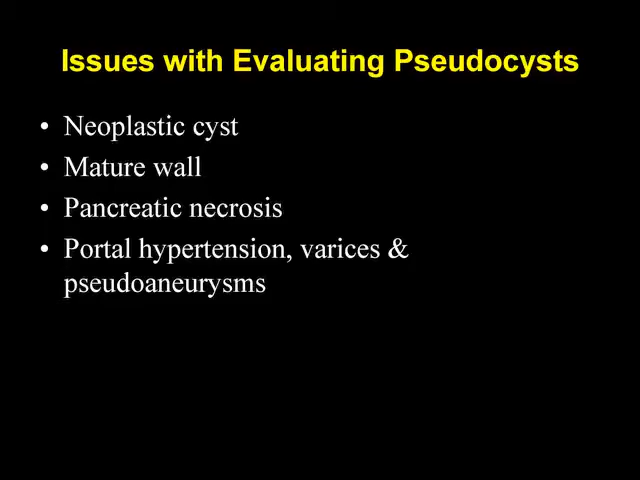 Issues with Evaluating Pseudocysts
• Neoplastic cyst
• Mature wall
• Pancreatic necrosis
• Portal hypertension, varices &
pseudoaneurysms